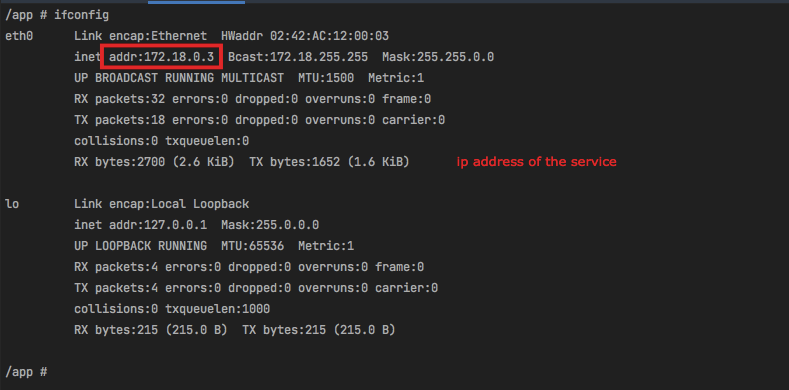 /app # ifconfig
eth0 Link encap:Ethernet HWaddr 02:42:AC:12:00:03
inet addr:172.18.0.3 Bcast:172.18.255.255 Mask:255.255.0.0
UP BROADCAST RUNNING MULTICAST MTU:1500 Metric:1
RX packets:32 errors:0 dropped:0 overruns:0 frame:0
TX packets:18 errors:0 dropped:0 overruns:0 carrier:0
collisions:0 txqueuelen:0
RX bytes:2700 (2.6 KiB) TX bytes:1652 (1.6 KiB) ip address of the service
lo Link encap:Local Loopback
inet addr:127.0.0.1 Mask:255.0.0.0
UP LOOPBACK RUNNING MTU:65536 Metric:1
RX packets:4 errors:0 dropped:0 overruns:0 frame:0
TX packets:4 errors:0 dropped:0 overruns:0 carrier:0
collisions:0 txqueuelen:1000
RX bytes:215 (215.0 B) TX bytes:215 (215.0 B)
/app #